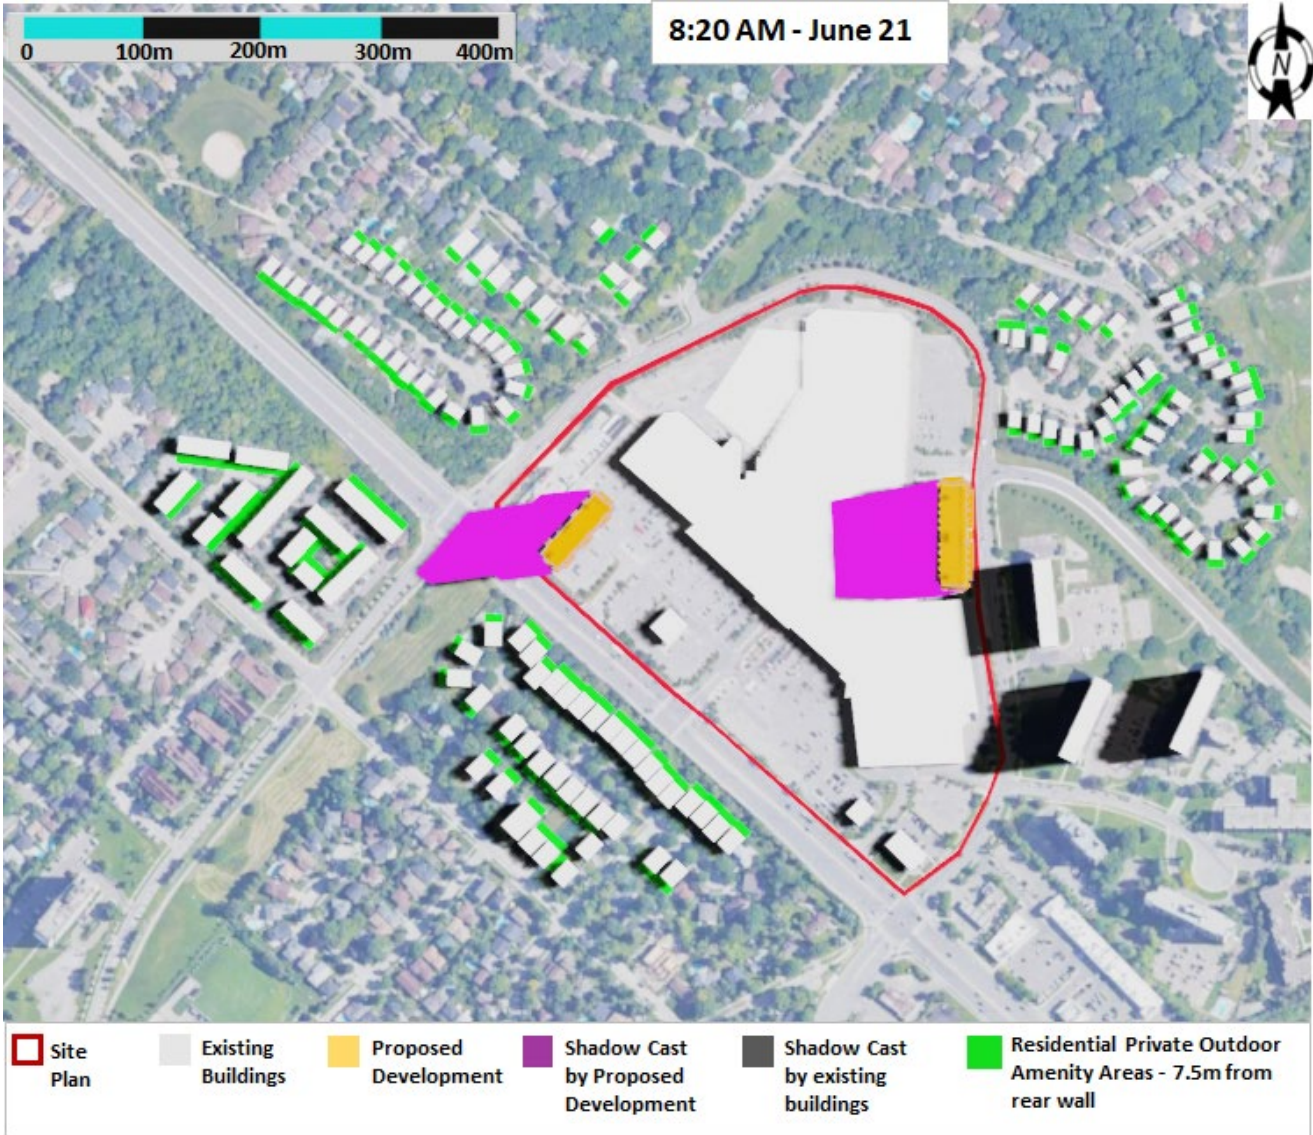 8:20 AM - June 21
N
0 100m 200m 300m 400m
Site
Plan
Existing
Buildings
Proposed
Development
Shadow Cast
by Proposed
Development
Shadow Cast
by existing
buildings
Residential Private Outdoor
Amenity Areas - 7.5m from
rear wall